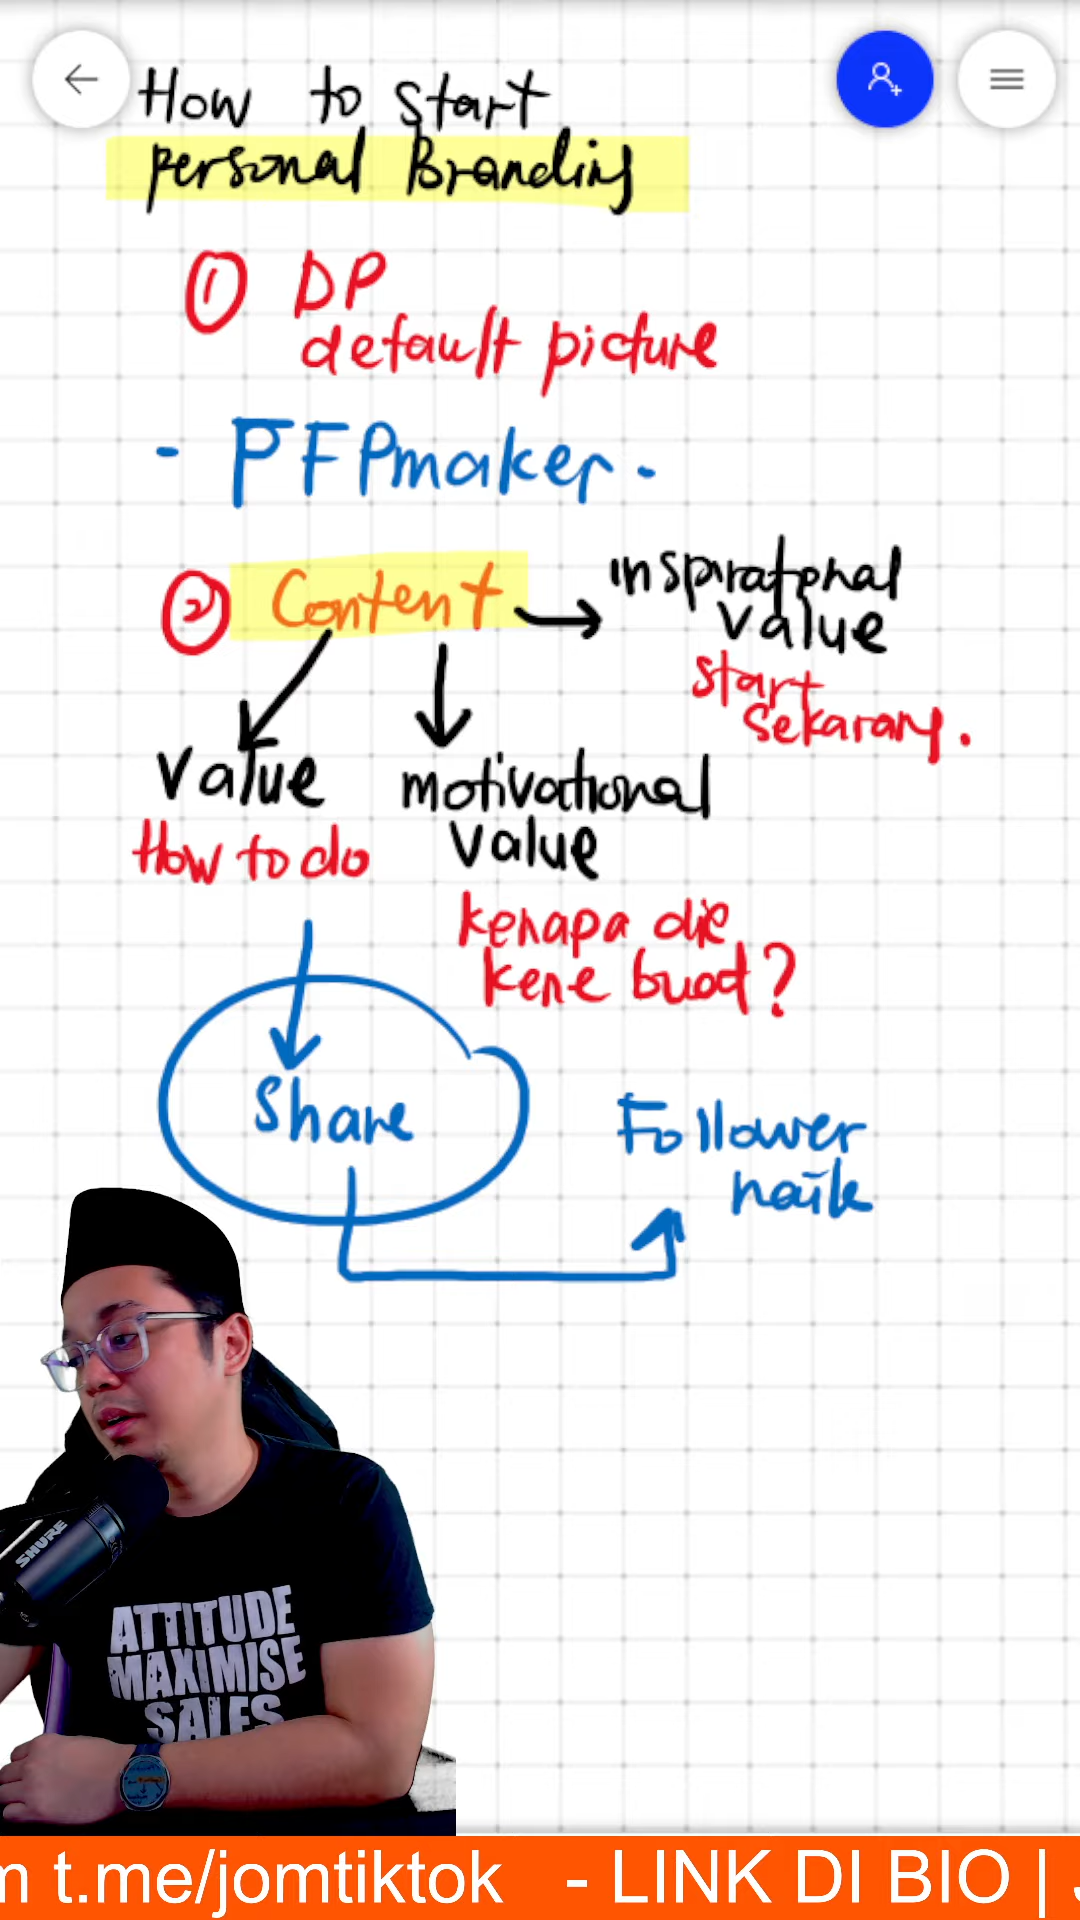 How to start
personal Branding
1 DP
default picture
- PFPmaker.
2 Content
inspirational
value
start
sekarang.
Value
How to do
motivational
value
kenapa die
kene buat?
Share
Follower
naik
SHURE
ATTITUDE
MAXIMISE
SALES
m t.me/jomtiktok - LINK DI BIO |